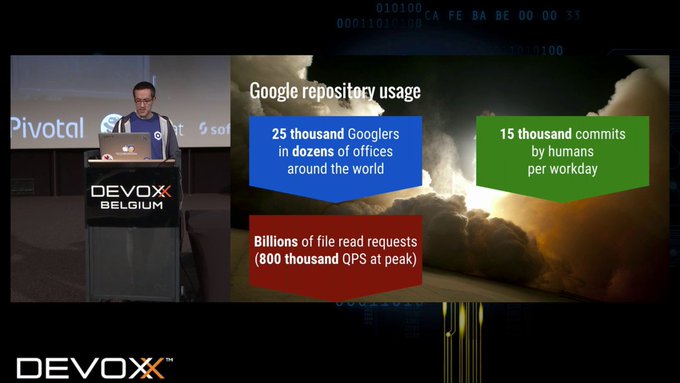 010100
00011010100
CA FE BA BE 00 00 33
Pivotal
DEVOXX
BELGIUM
Google repository usage
25 thousand Googlers
in dozens of offices
around the world
15 thousand commits
by humans
per workday
Billions of file read requests
(800 thousand QPS at peak)
DEVOXX™